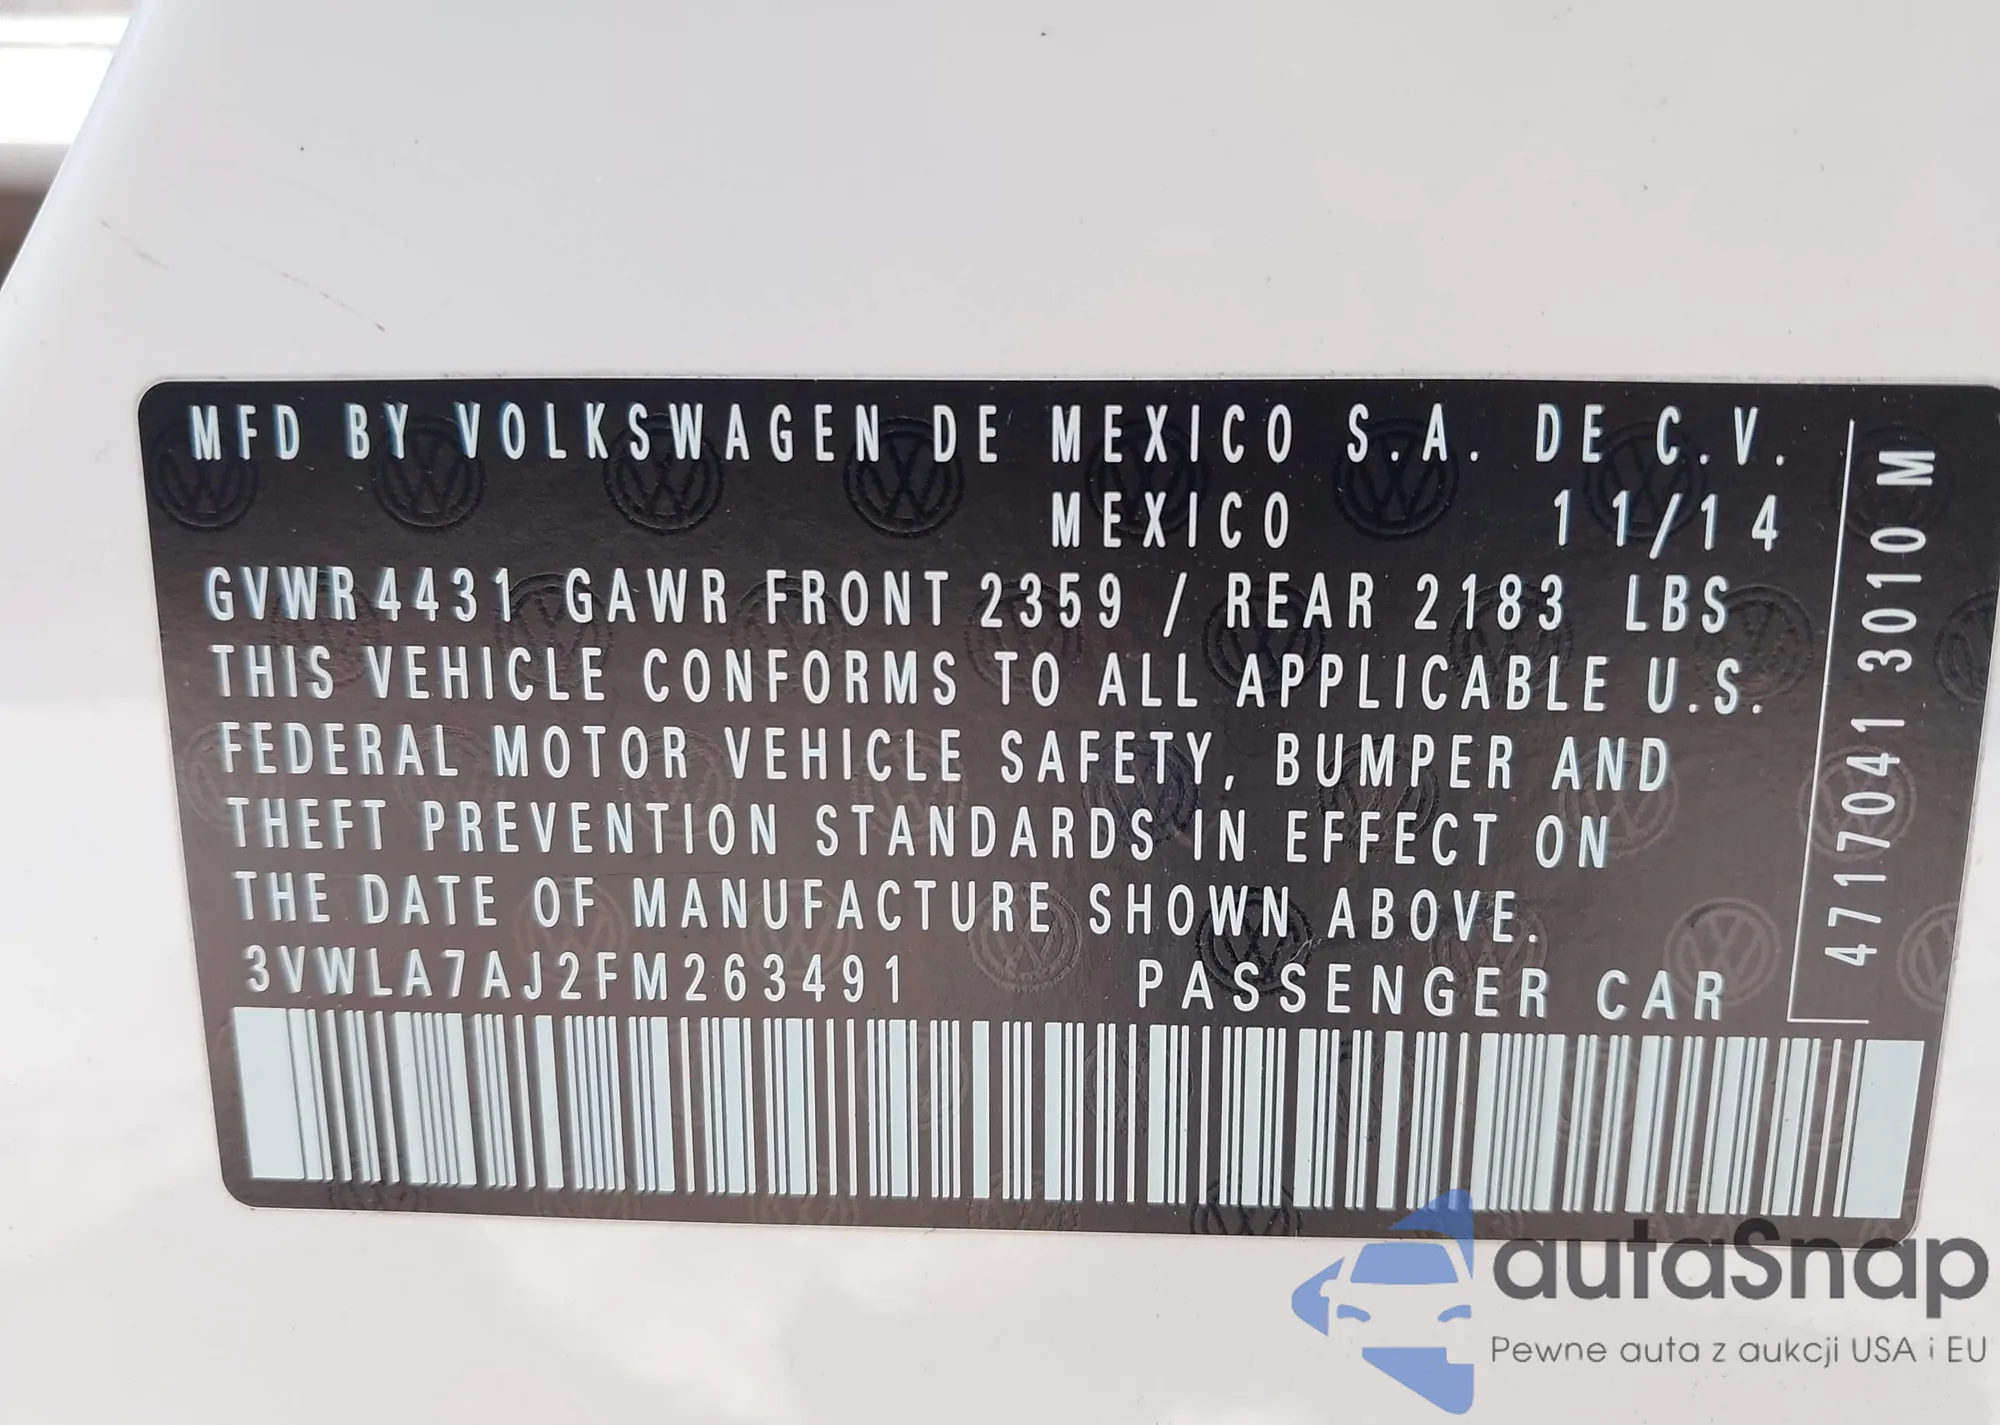 MFD BY VOLKSWAGEN DE MEXICO S.A. DE C.V.
MEXICO 11/14
GVWR 4431 GAWR FRONT 2359 / REAR 2183 LBS
THIS VEHICLE CONFORMS TO ALL APPLICABLE U.S.
FEDERAL MOTOR VEHICLE SAFETY, BUMPER AND
THEFT PREVENTION STANDARDS IN EFFECT ON
THE DATE OF MANUFACTURE SHOWN ABOVE.
3VWLA7AJ2FM263491 PASSENGER CAR
4717041 3010 M
autaSnap
Pewne auta z aukcji USA i EU